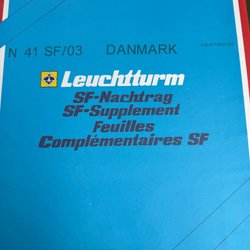 N 41 SF/03 DANMARK
Leuchtturm
SF-Nachtrag
SF-Supplement
Feuilles
Complémentaires SF